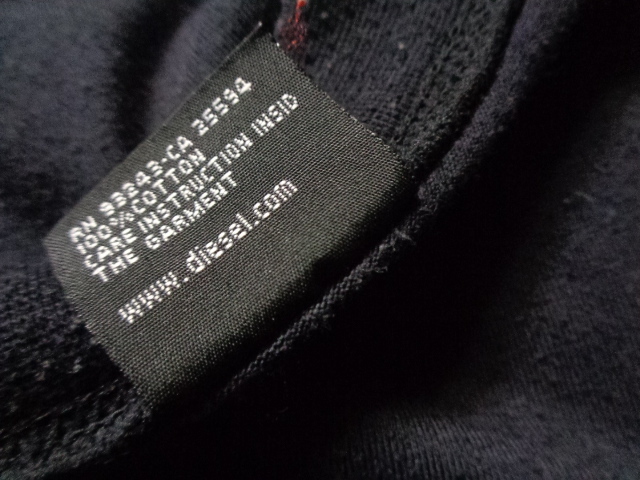 RN 93243-CA 25594
100%COTTON
CARE INSTRUCTION INSID
THE GARMENT
www.diesel.com